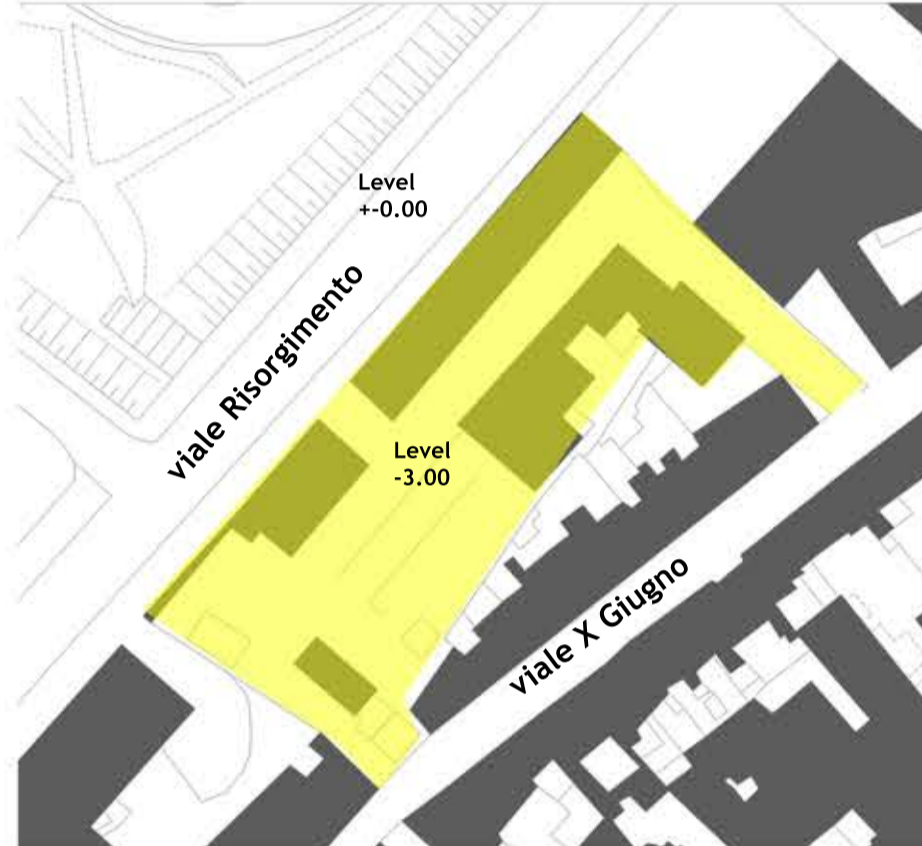 Level
+-0.00
viale Risorgimento
Level
-3.00
viale X Giugno